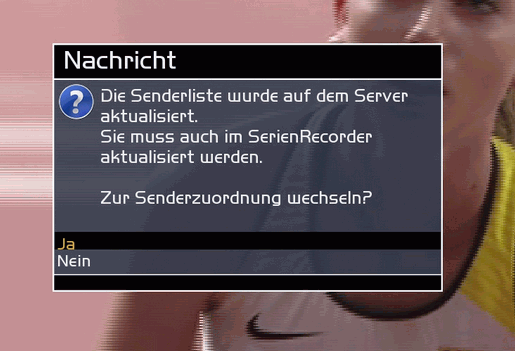 Nachricht
Die Senderliste wurde auf dem Server
aktualisiert.
Sie muss auch im SerienRecorder
aktualisiert werden.
Zur Senderzuordnung wechseln?
Ja
Nein